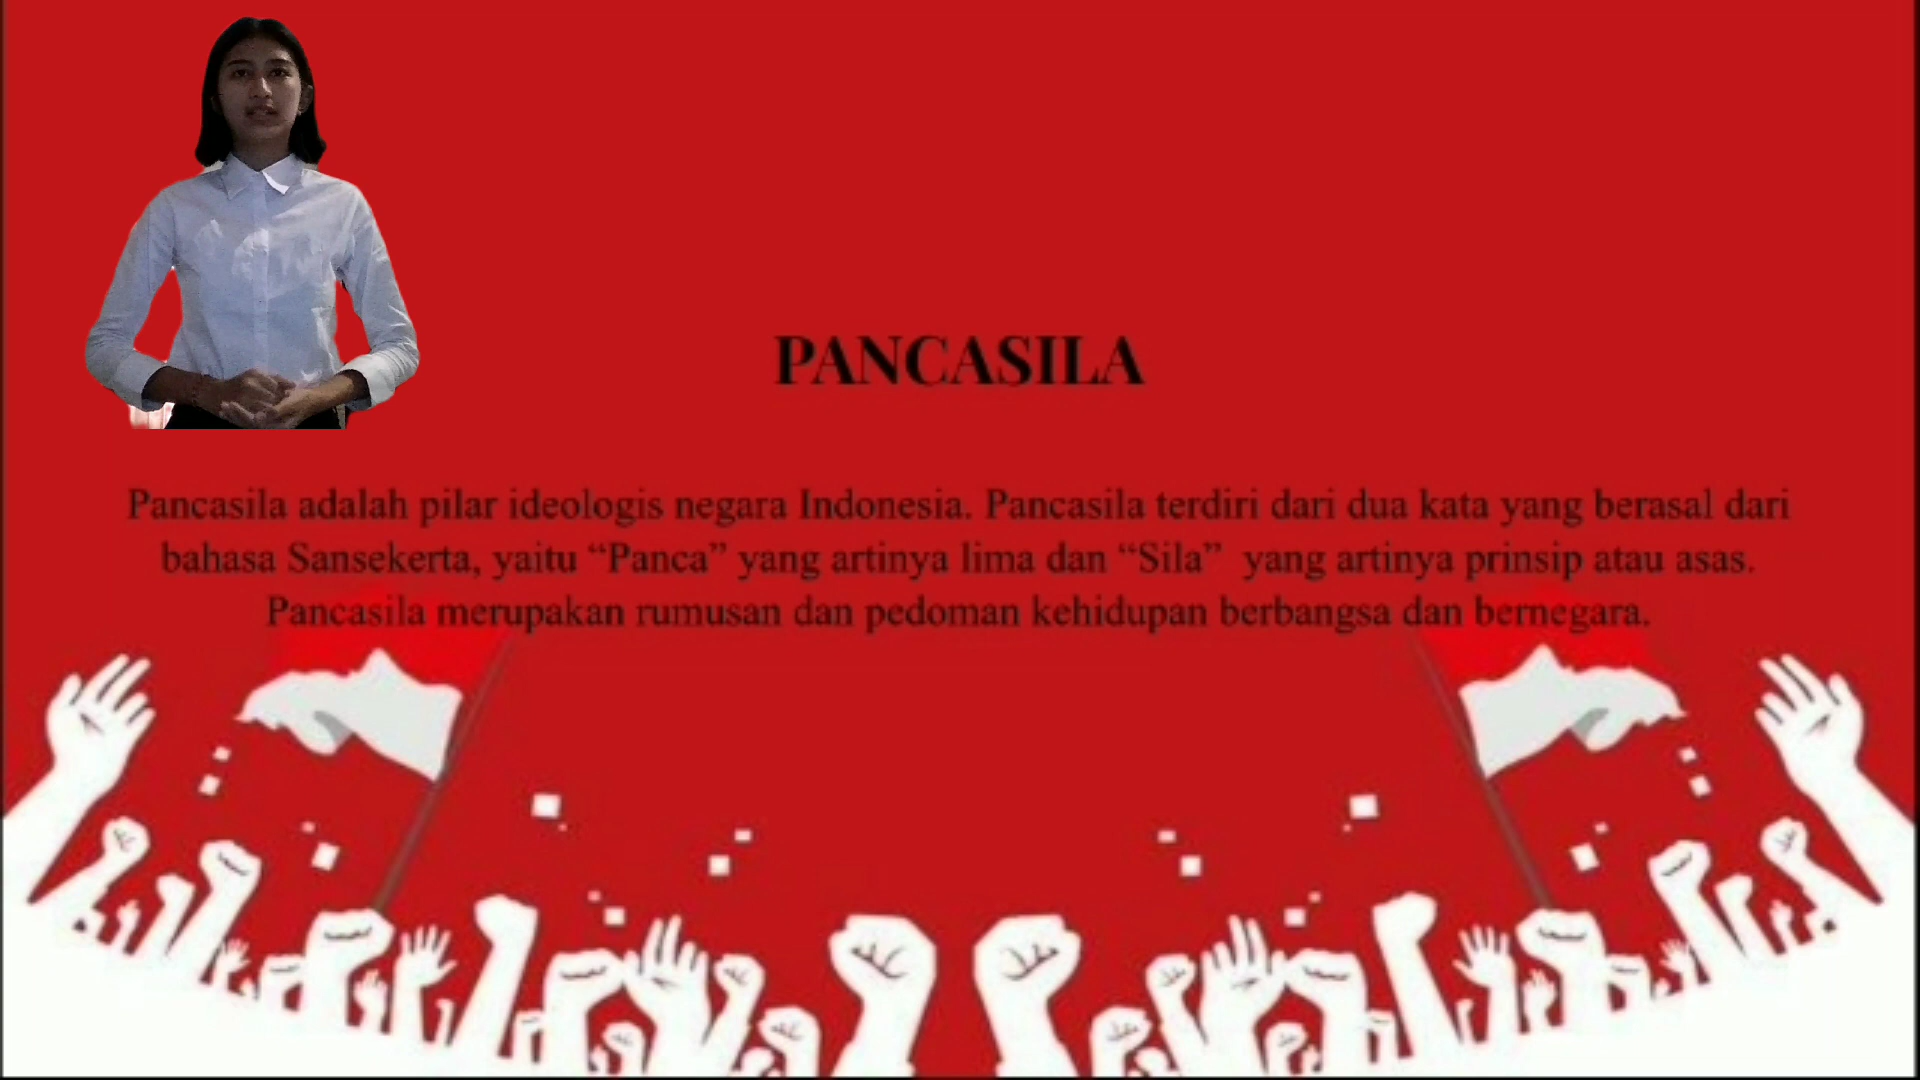 PANCASILA
Pancasila adalah pilar ideologis negara Indonesia. Pancasila terdiri dari dua kata yang berasal dari
bahasa Sansekerta, yaitu “Panca” yang artinya lima dan “Sila”  yang artinya prinsip atau asas.
Pancasila merupakan rumusan dan pedoman kehidupan berbangsa dan bernegara.